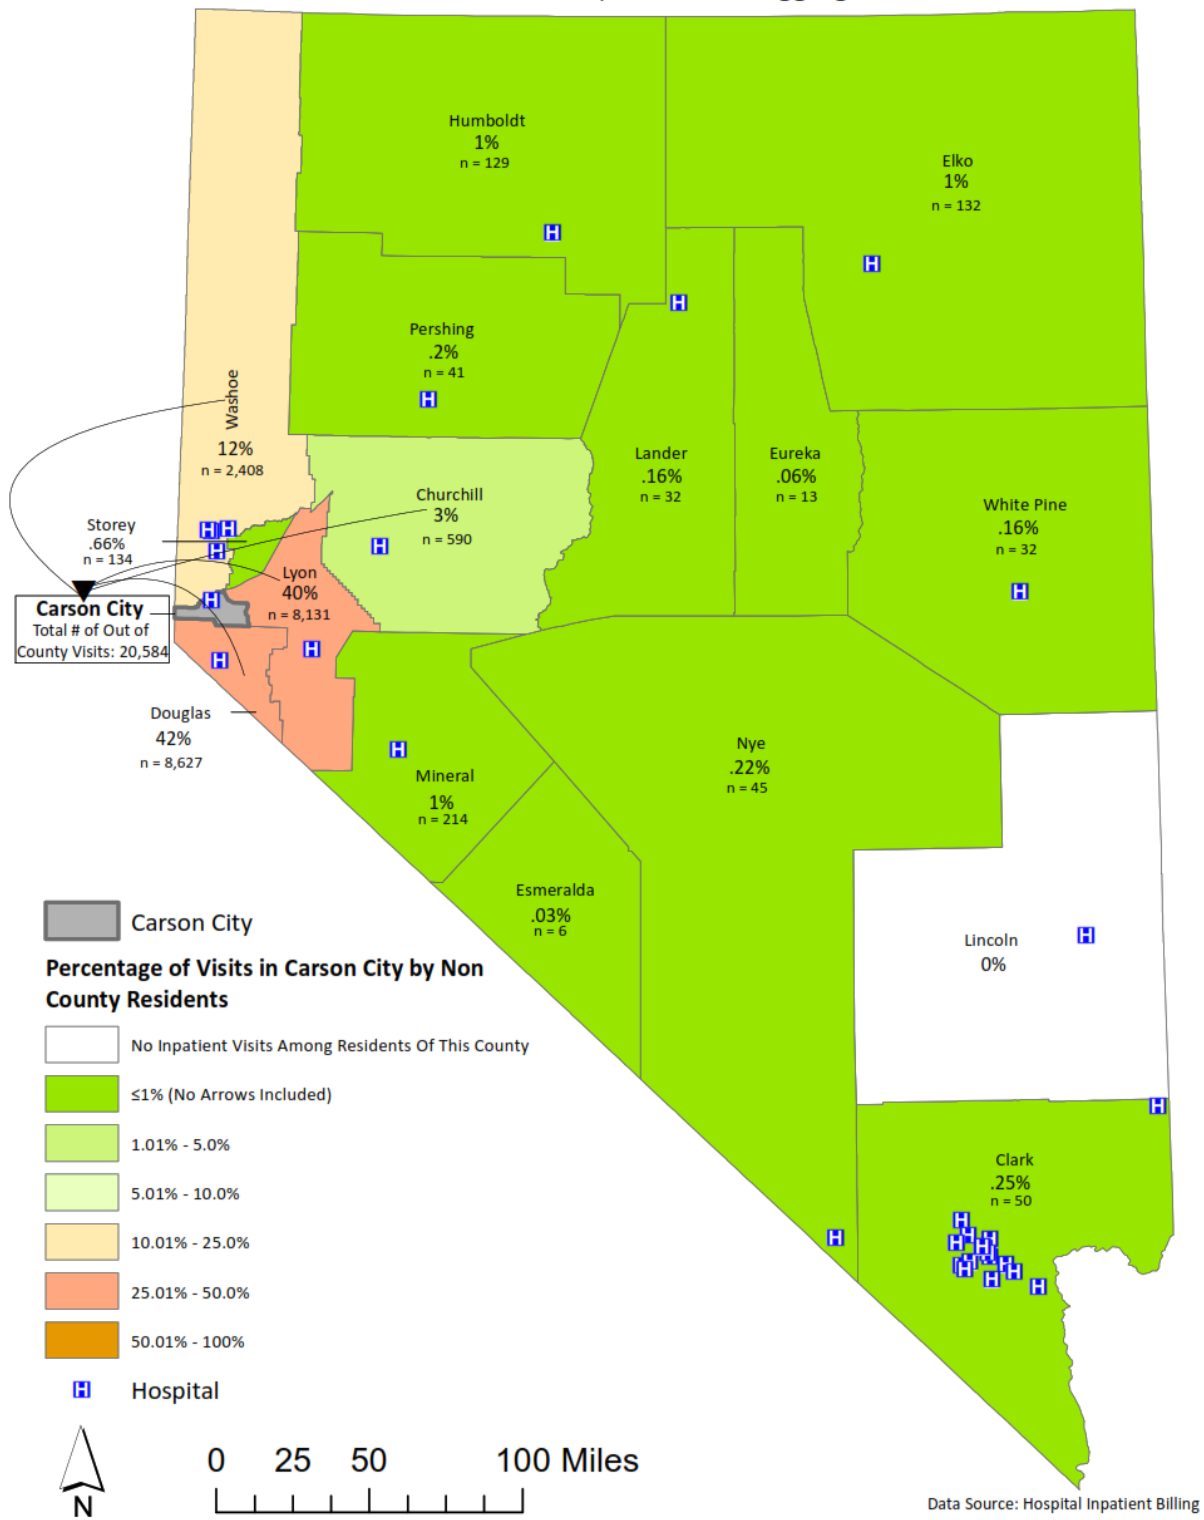 Humboldt
1%
n = 129
Elko
1%
n = 132
Pershing
.2%
n = 41
Washoe
12%
n = 2,408
Lander
.16%
n = 32
Eureka
.06%
n = 13
White Pine
.16%
n = 32
Churchill
3%
n = 590
Storey
.66%
n = 134
Lyon
40%
n = 8,131
Carson City
Total # of Out of
County Visits: 20,584
Douglas
42%
n = 8,627
Mineral
1%
n = 214
Nye
.22%
n = 45
Esmeralda
.03%
n = 6
Lincoln
0%
Clark
.25%
n = 50
Carson City
Percentage of Visits in Carson City by Non
County Residents
No Inpatient Visits Among Residents Of This County
≤1% (No Arrows Included)
1.01% - 5.0%
5.01% - 10.0%
10.01% - 25.0%
25.01% - 50.0%
50.01% - 100%
H Hospital
N
0 25 50 100 Miles
Data Source: Hospital Inpatient Billing